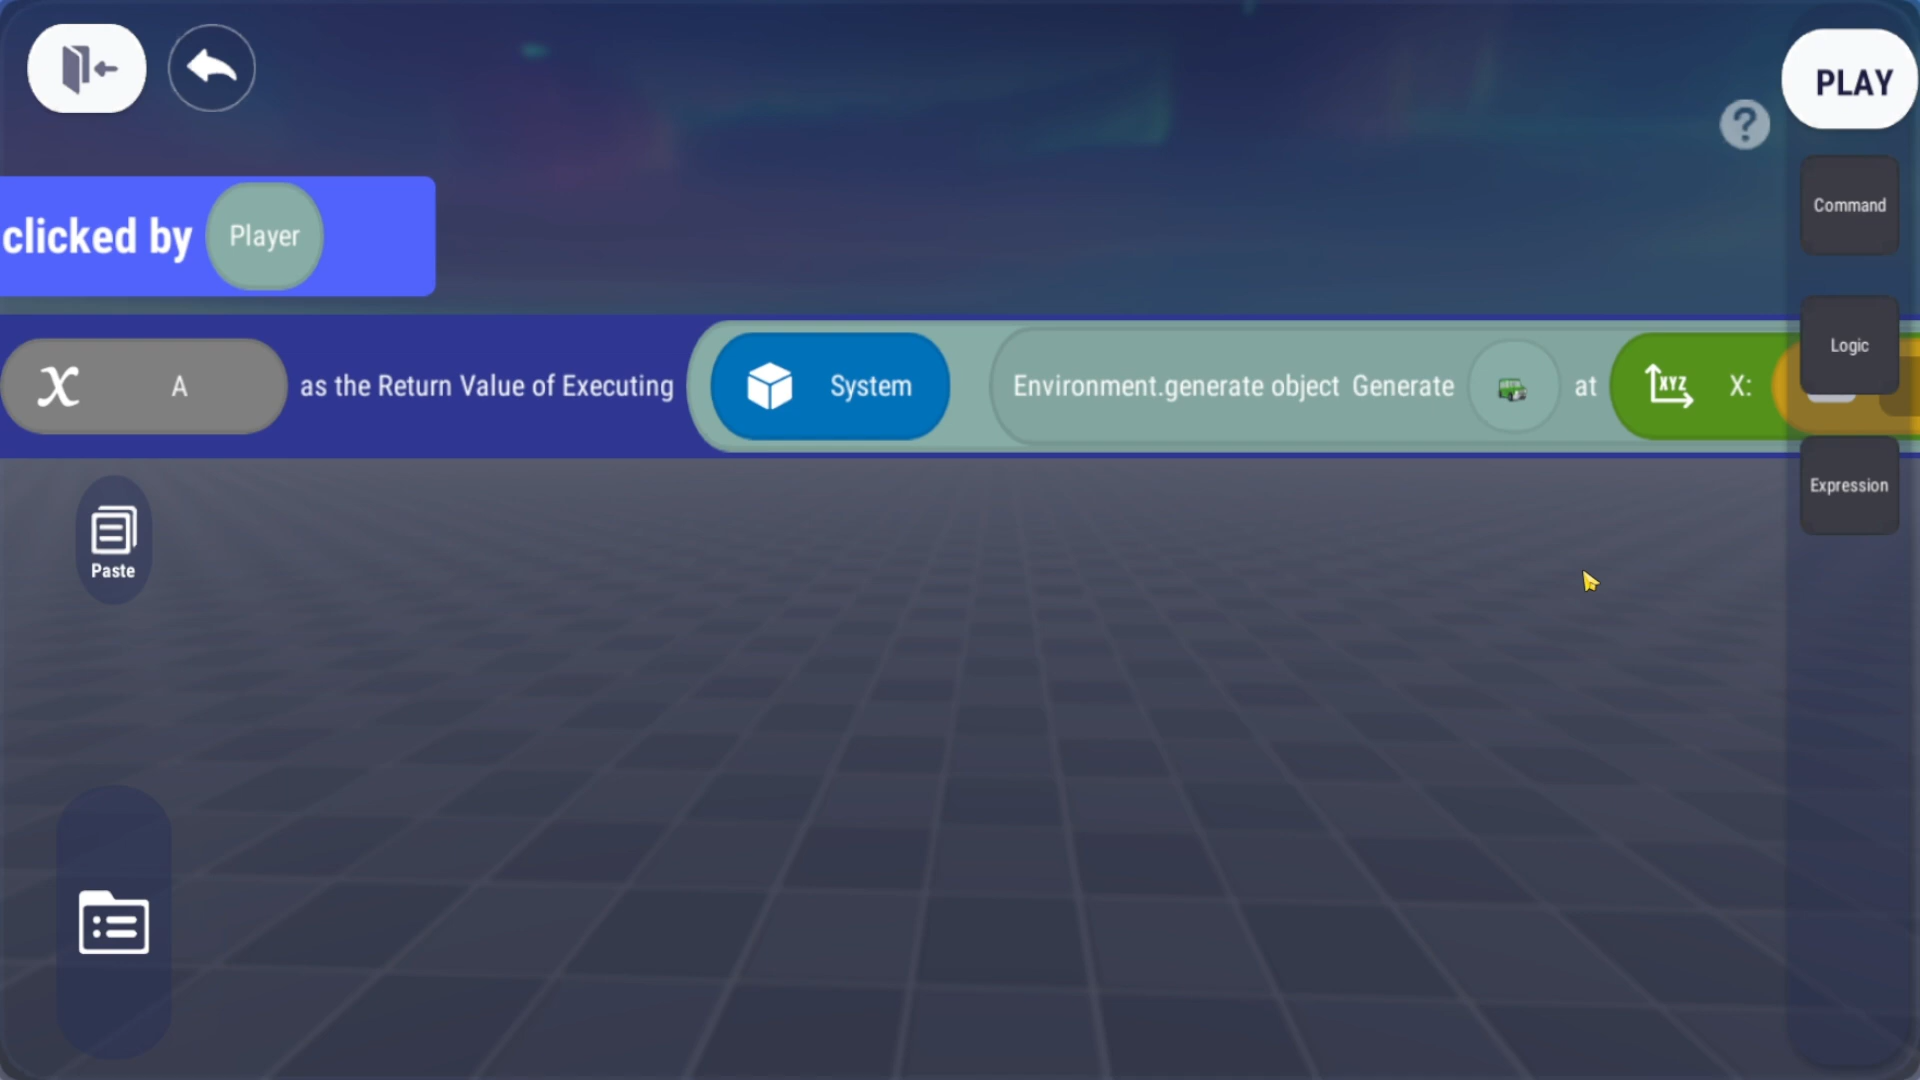 PLAY
?
Command
clicked by Player
Logic
X A as the Return Value of Executing System Environment.generate object Generate at XYZ X:
Expression
Paste